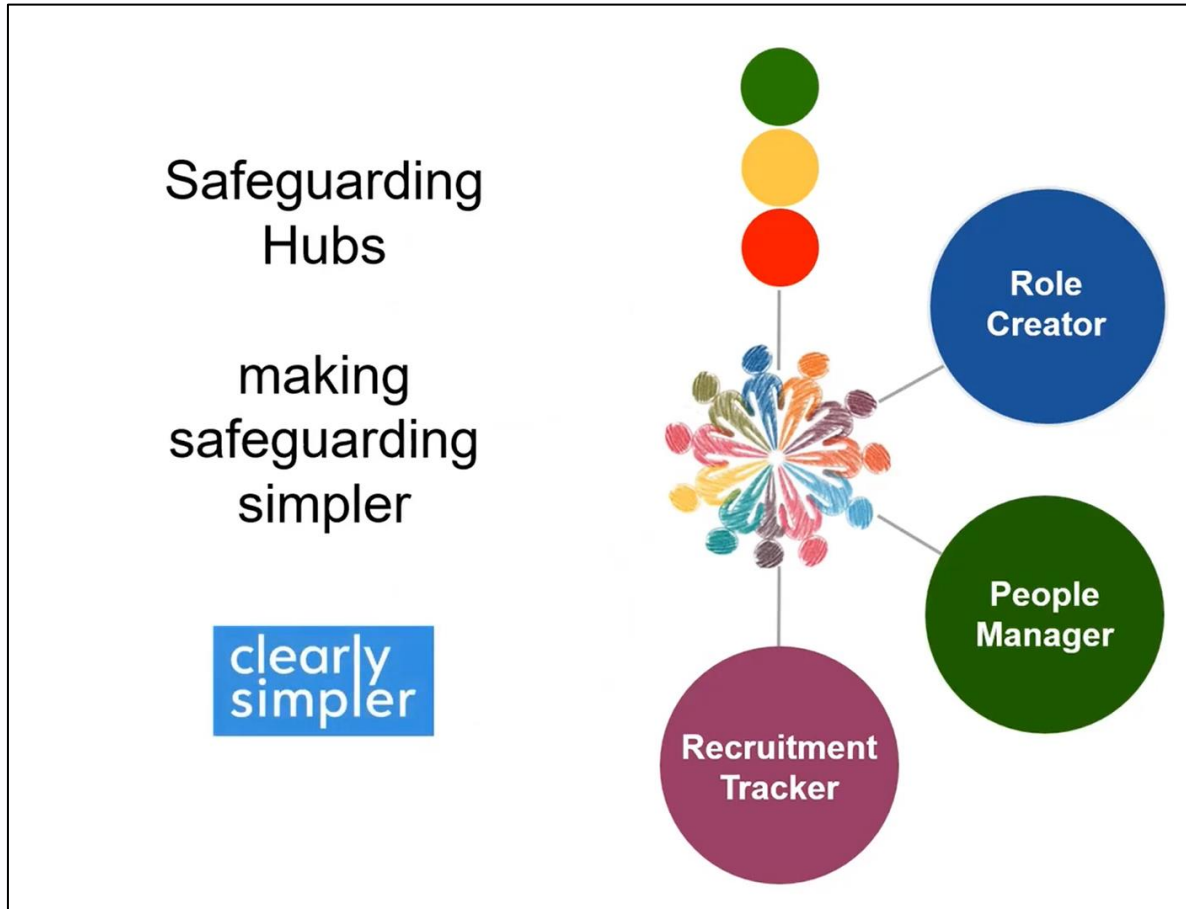 Safeguarding
Hubs
making
safeguarding
simpler
clearly
simpler
Role
Creator
People
Manager
Recruitment
Tracker